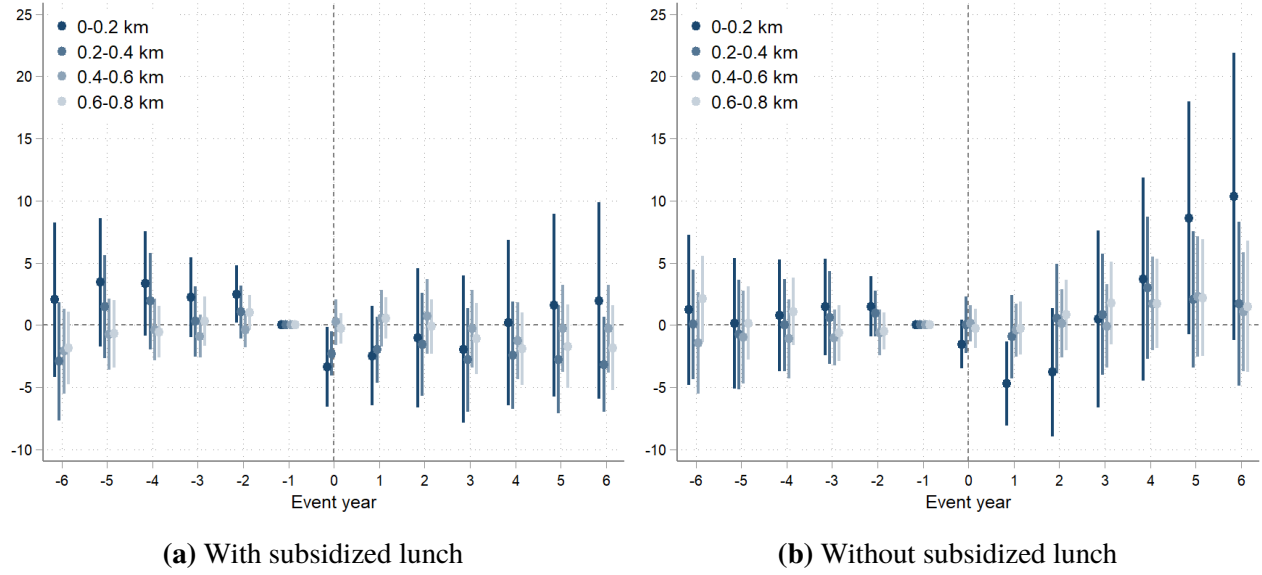 25
20
15
10
5
0
-5
-10
0-0.2 km
0.2-0.4 km
0.4-0.6 km
0.6-0.8 km
-6 -5 -4 -3 -2 -1 0 1 2 3 4 5 6
Event year
(a) With subsidized lunch
25
20
15
10
5
0
-5
-10
0-0.2 km
0.2-0.4 km
0.4-0.6 km
0.6-0.8 km
-6 -5 -4 -3 -2 -1 0 1 2 3 4 5 6
Event year
(b) Without subsidized lunch